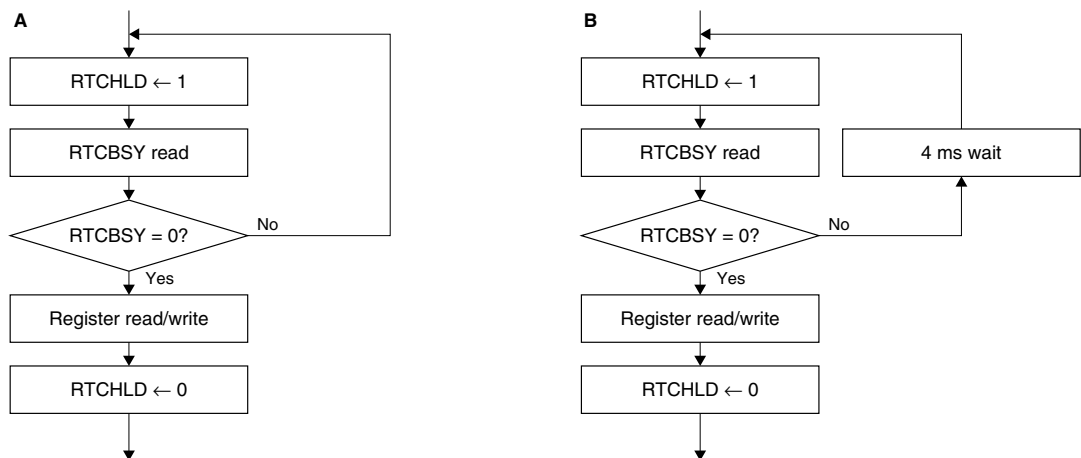 A
RTCHLD ← 1
RTCBSY read
RTCBSY = 0?
No
Yes
Register read/write
RTCHLD ← 0
B
RTCHLD ← 1
RTCBSY read
4 ms wait
RTCBSY = 0?
No
Yes
Register read/write
RTCHLD ← 0